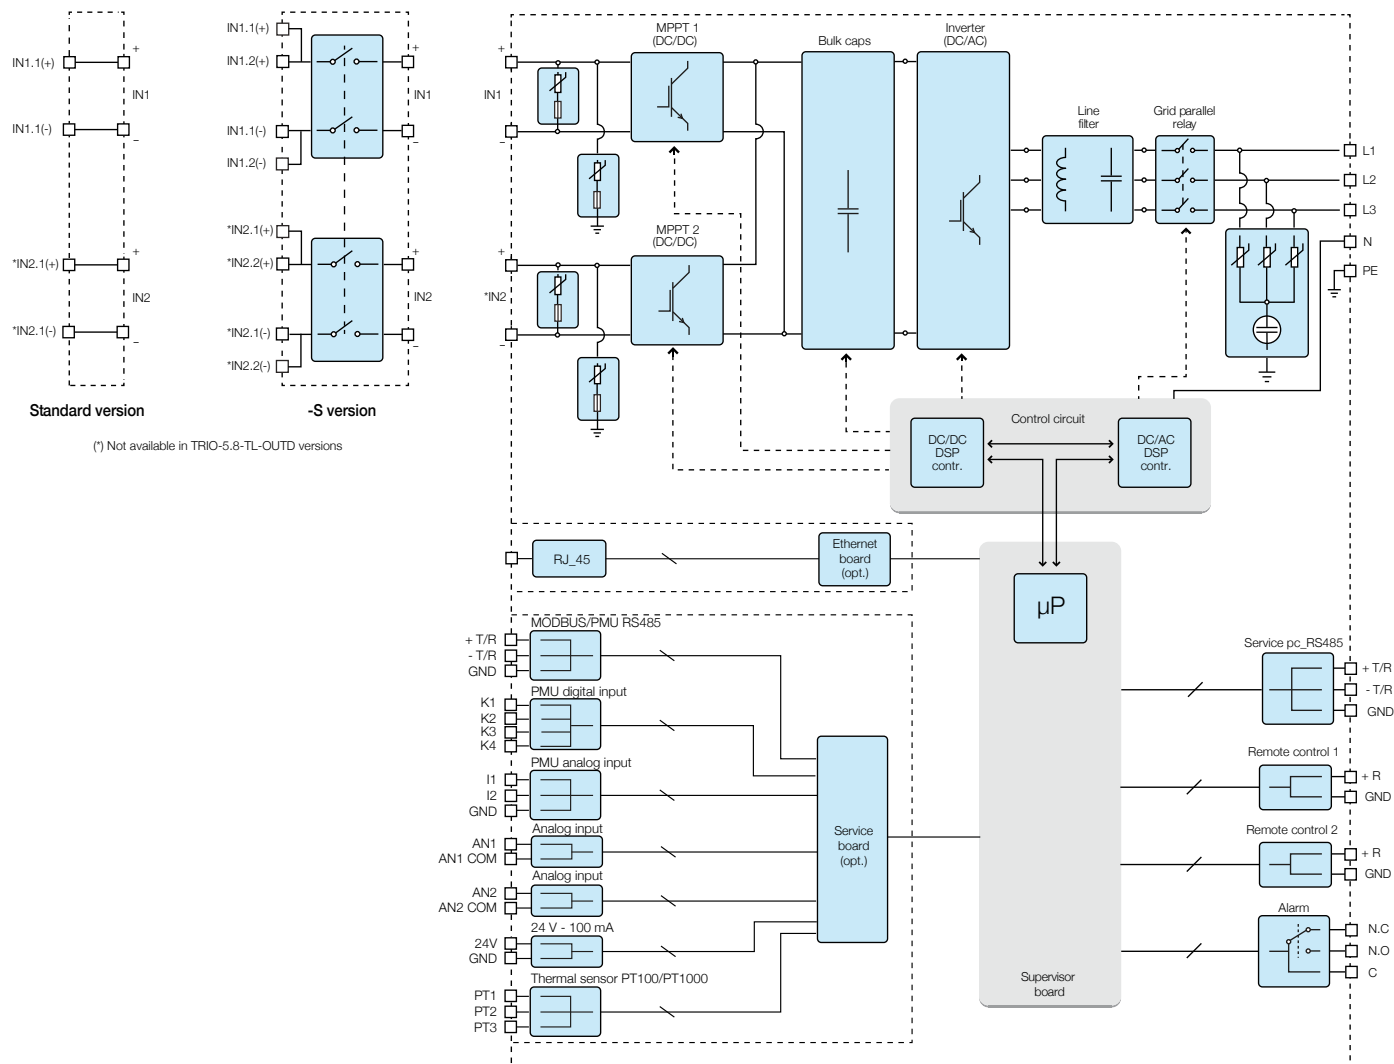 IN1.1(+)
+
IN1
IN1.1(-)
–
*IN2.1(+)
+
IN2
*IN2.1(-)
–
Standard version
IN1.1(+)
IN1.2(+)
+
IN1
IN1.1(-)
–
IN1.2(-)
*IN2.1(+)
*IN2.2(+)
+
IN2
*IN2.1(-)
–
*IN2.2(-)
-S version
(*) Not available in TRIO-5.8-TL-OUTD versions
+
IN1
–
+
*IN2
–
MPPT 1
(DC/DC)
MPPT 2
(DC/DC)
Bulk caps
Inverter
(DC/AC)
Line
filter
Grid parallel
relay
L1
L2
L3
N
PE
Control circuit
DC/DC
DSP
contr.
DC/AC
DSP
contr.
RJ_45
Ethernet
board
(opt.)
µP
MODBUS/PMU RS485
+ T/R
- T/R
GND
PMU digital input
K1
K2
K3
K4
PMU analog input
I1
I2
GND
Analog input
AN1
AN1 COM
Analog input
AN2
AN2 COM
24 V - 100 mA
24V
GND
Thermal sensor PT100/PT1000
PT1
PT2
PT3
Service
board
(opt.)
Supervisor
board
Service pc_RS485
+ T/R
- T/R
GND
Remote control 1
+ R
GND
Remote control 2
+ R
GND
Alarm
N.C
N.O
C